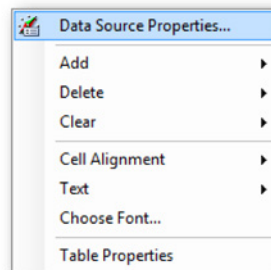 Data Source Properties...
Add
Delete
Clear
Cell Alignment
Text
Choose Font...
Table Properties